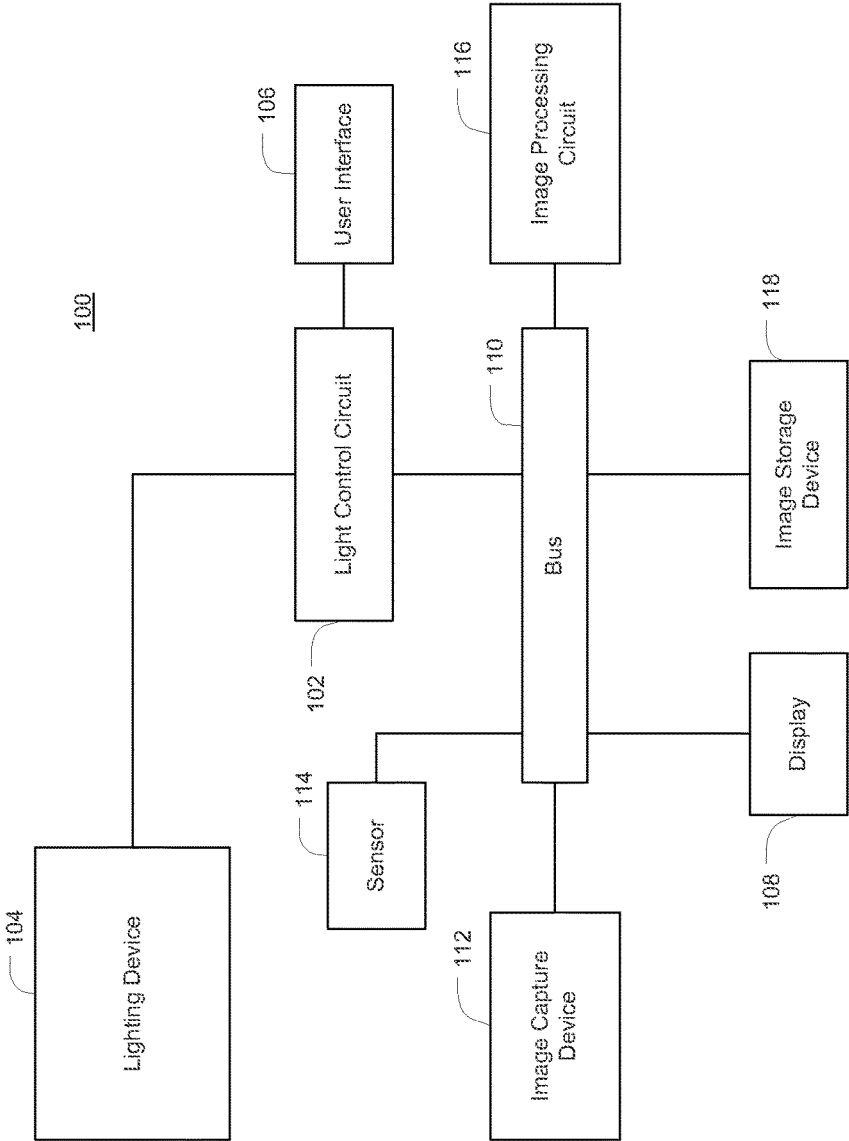 100
104
Lighting Device
106
User Interface
Light Control Circuit
102
114
Sensor
116
Image Processing
Circuit
110
Bus
112
Image Capture
Device
118
Image Storage
Device
Display
108